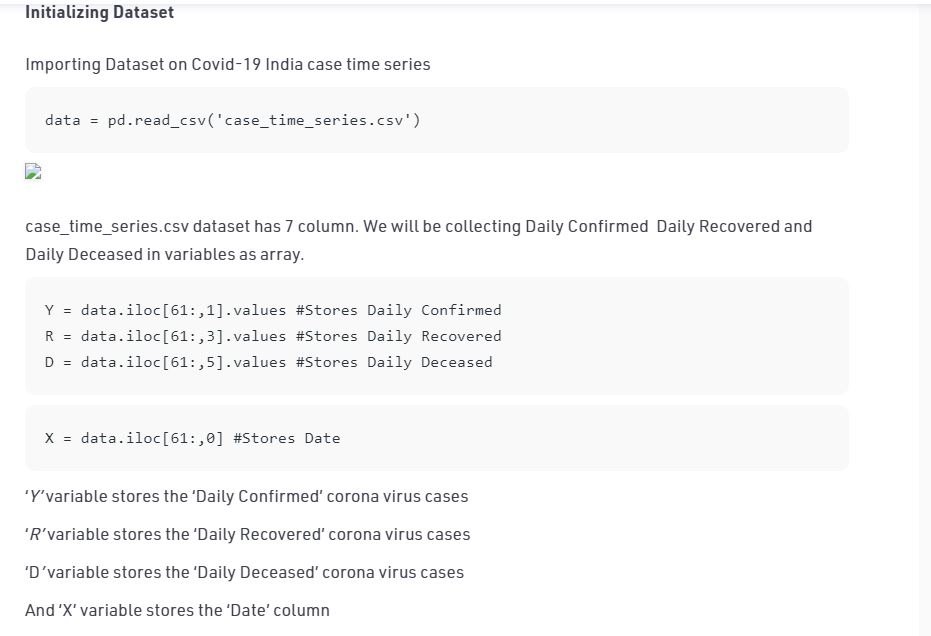 Initializing Dataset
Importing Dataset on Covid-19 India case time series
data = pd.read_csv('case_time_series.csv')
case_time_series.csv dataset has 7 column. We will be collecting Daily Confirmed  Daily Recovered and
Daily Deceased in variables as array.
Y = data.iloc[61:,1].values #Stores Daily Confirmed
R = data.iloc[61:,3].values #Stores Daily Recovered
D = data.iloc[61:,5].values #Stores Daily Deceased
X = data.iloc[61:,0] #Stores Date
‘Y’variable stores the ‘Daily Confirmed’ corona virus cases
‘R’variable stores the ‘Daily Recovered’ corona virus cases
‘D’variable stores the ‘Daily Deceased’ corona virus cases
And ‘X’ variable stores the ‘Date’ column